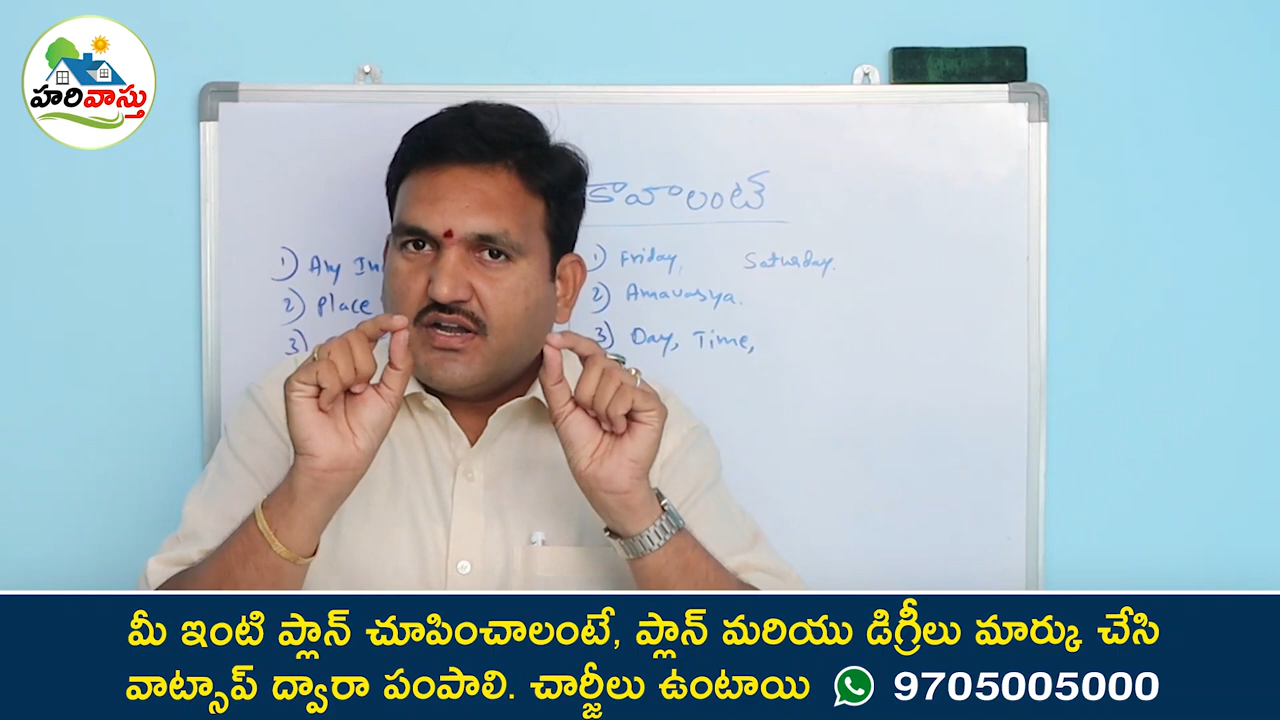 హరివాస్తు
కావాలంటే
1) Any In
2) Place
3)
1) Friday, Saturday.
2) Amavasya.
3) Day, Time,
మీ ఇంటి ప్లాన్ చూపించాలంటే, ప్లాన్ మరియు డిగ్రీలు మార్కు చేసి
వాట్సాప్ ద్వారా పంపాలి. చార్జీలు ఉంటాయి 9705005000